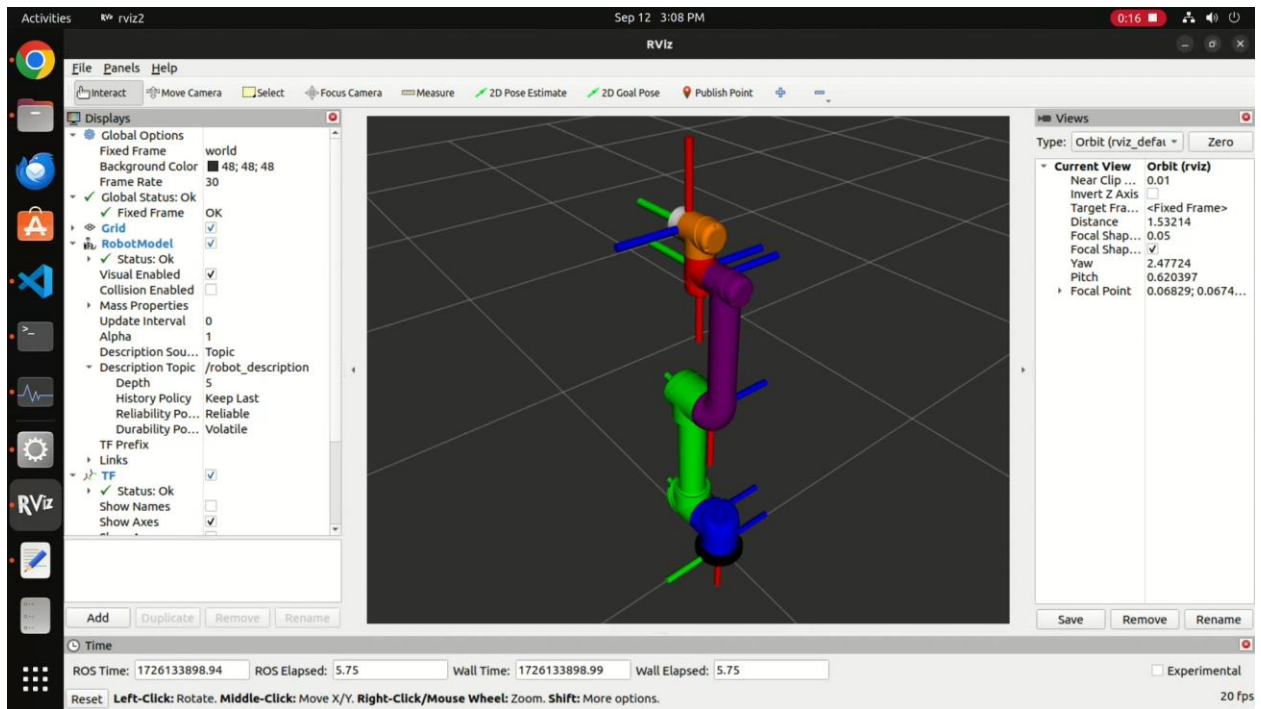 Activities rviz2 Sep 12 3:08 PM 0:16
RViz
File Panels Help
Interact Move Camera Select Focus Camera Measure 2D Pose Estimate 2D Goal Pose Publish Point
Displays
Global Options
Fixed Frame world
Background Color 48; 48; 48
Frame Rate 30
Global Status: Ok
Fixed Frame OK
Grid
RobotModel
Status: Ok
Visual Enabled
Collision Enabled
Mass Properties
Update Interval 0
Alpha 1
Description Sou... Topic
Description Topic /robot_description
Depth 5
History Policy Keep Last
Reliability Po... Reliable
Durability Po... Volatile
TF Prefix
Links
TF
Status: Ok
Show Names
Show Axes
Add Duplicate Remove Rename
Views
Type: Orbit (rviz_defau Zero
Current View Orbit (rviz)
Near Clip ... 0.01
Invert Z Axis
Target Fra... <Fixed Frame>
Distance 1.53214
Focal Shap... 0.05
Focal Shap...
Yaw 2.47724
Pitch 0.620397
Focal Point 0.06829; 0.0674...
Save Remove Rename
RViz
Time
ROS Time: 1726133898.94 ROS Elapsed: 5.75 Wall Time: 1726133898.99 Wall Elapsed: 5.75 Experimental
Reset Left-Click: Rotate. Middle-Click: Move X/Y. Right-Click/Mouse Wheel: Zoom. Shift: More options. 20 fps